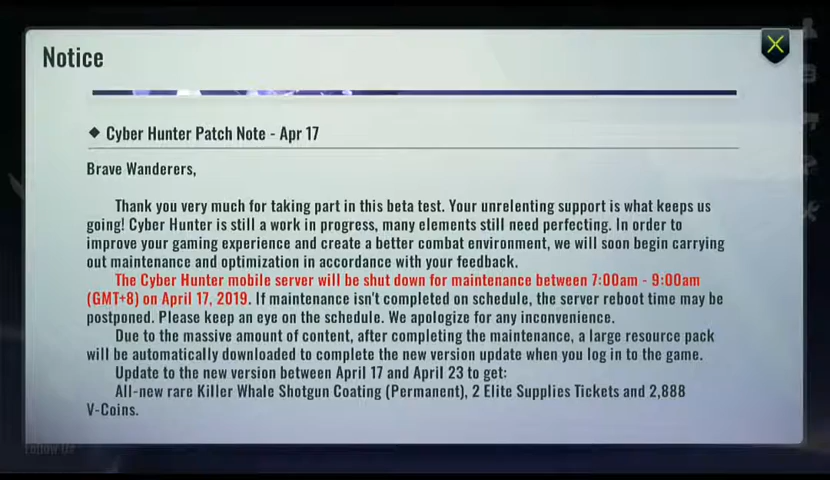 Notice
◆ Cyber Hunter Patch Note - Apr 17
Brave Wanderers,
Thank you very much for taking part in this beta test. Your unrelenting support is what keeps us
going! Cyber Hunter is still a work in progress, many elements still need perfecting. In order to
improve your gaming experience and create a better combat environment, we will soon begin carrying
out maintenance and optimization in accordance with your feedback.
The Cyber Hunter mobile server will be shut down for maintenance between 7:00am - 9:00am
(GMT+8) on April 17, 2019. If maintenance isn't completed on schedule, the server reboot time may be
postponed. Please keep an eye on the schedule. We apologize for any inconvenience.
Due to the massive amount of content, after completing the maintenance, a large resource pack
will be automatically downloaded to complete the new version update when you log in to the game.
Update to the new version between April 17 and April 23 to get:
All-new rare Killer Whale Shotgun Coating (Permanent), 2 Elite Supplies Tickets and 2,888
V-Coins.
Follow Us